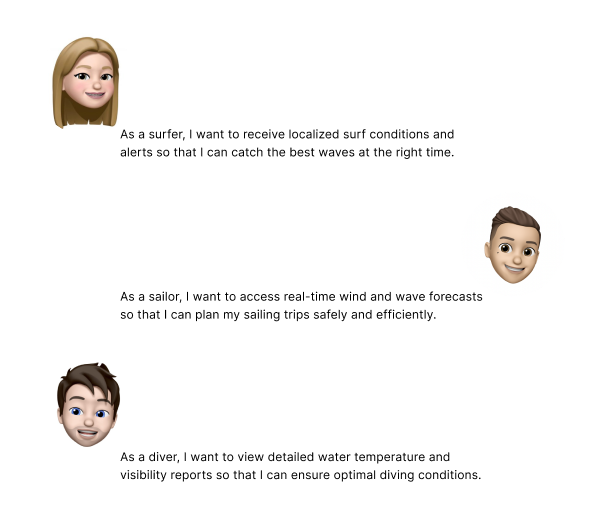 As a surfer, I want to receive localized surf conditions and
alerts so that I can catch the best waves at the right time.
As a sailor, I want to access real-time wind and wave forecasts
so that I can plan my sailing trips safely and efficiently.
As a diver, I want to view detailed water temperature and
visibility reports so that I can ensure optimal diving conditions.